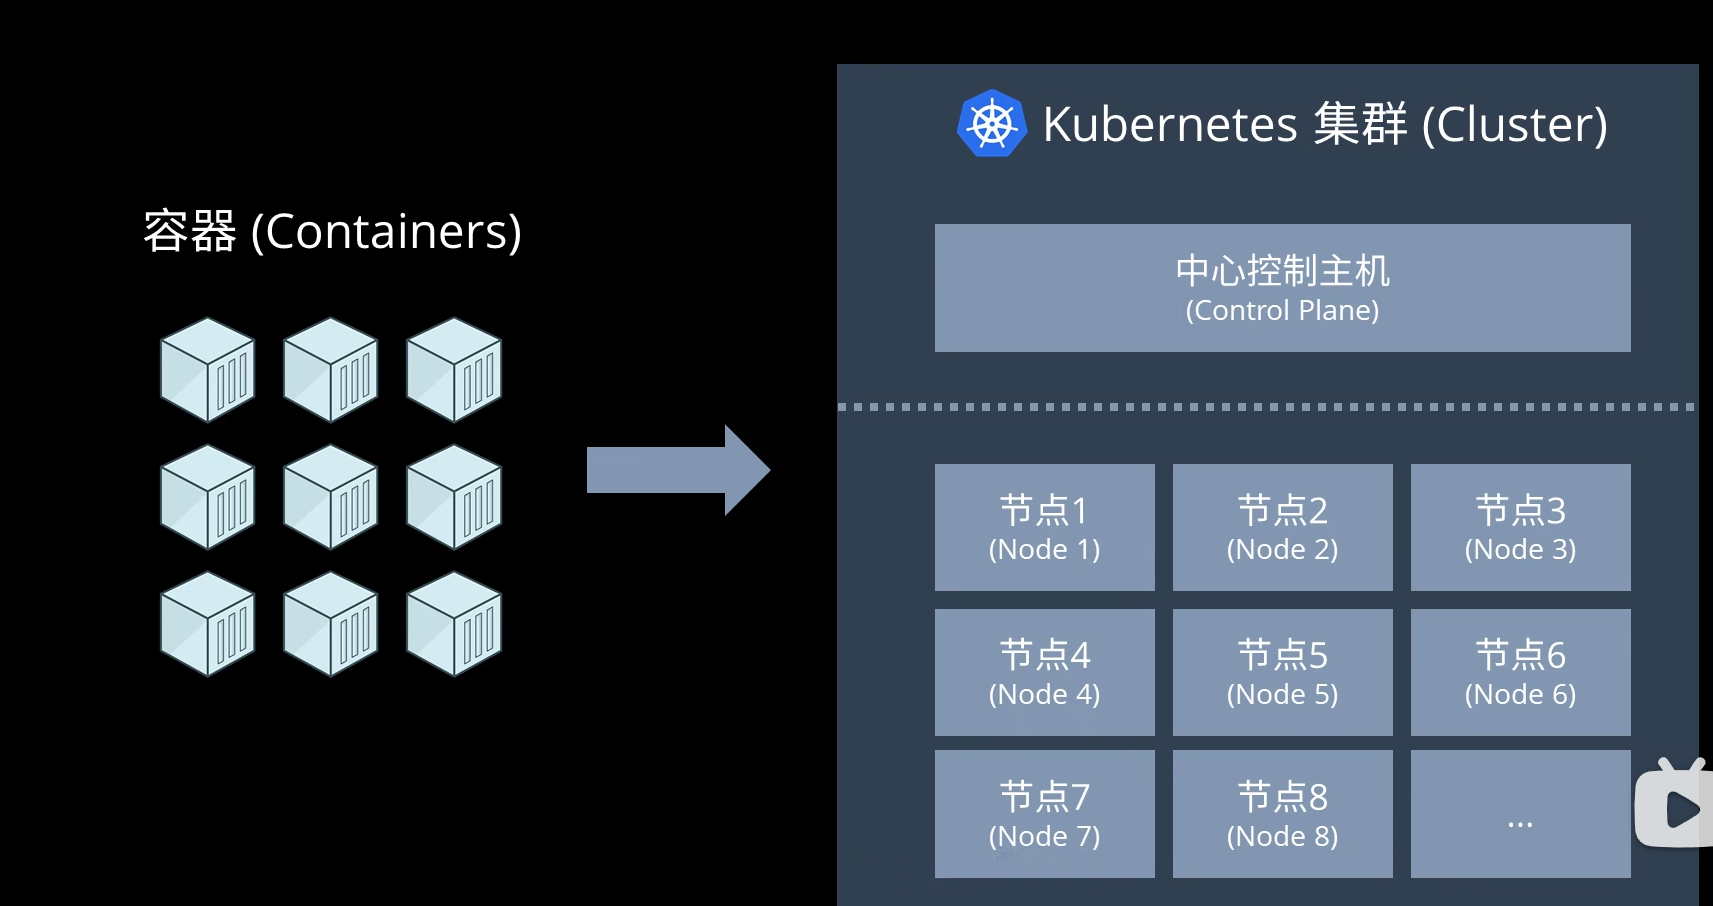 容器 (Containers)
Kubernetes 集群 (Cluster)
中心控制主机
(Control Plane)
节点1
(Node 1)
节点2
(Node 2)
节点3
(Node 3)
节点4
(Node 4)
节点5
(Node 5)
节点6
(Node 6)
节点7
(Node 7)
节点8
(Node 8)
...